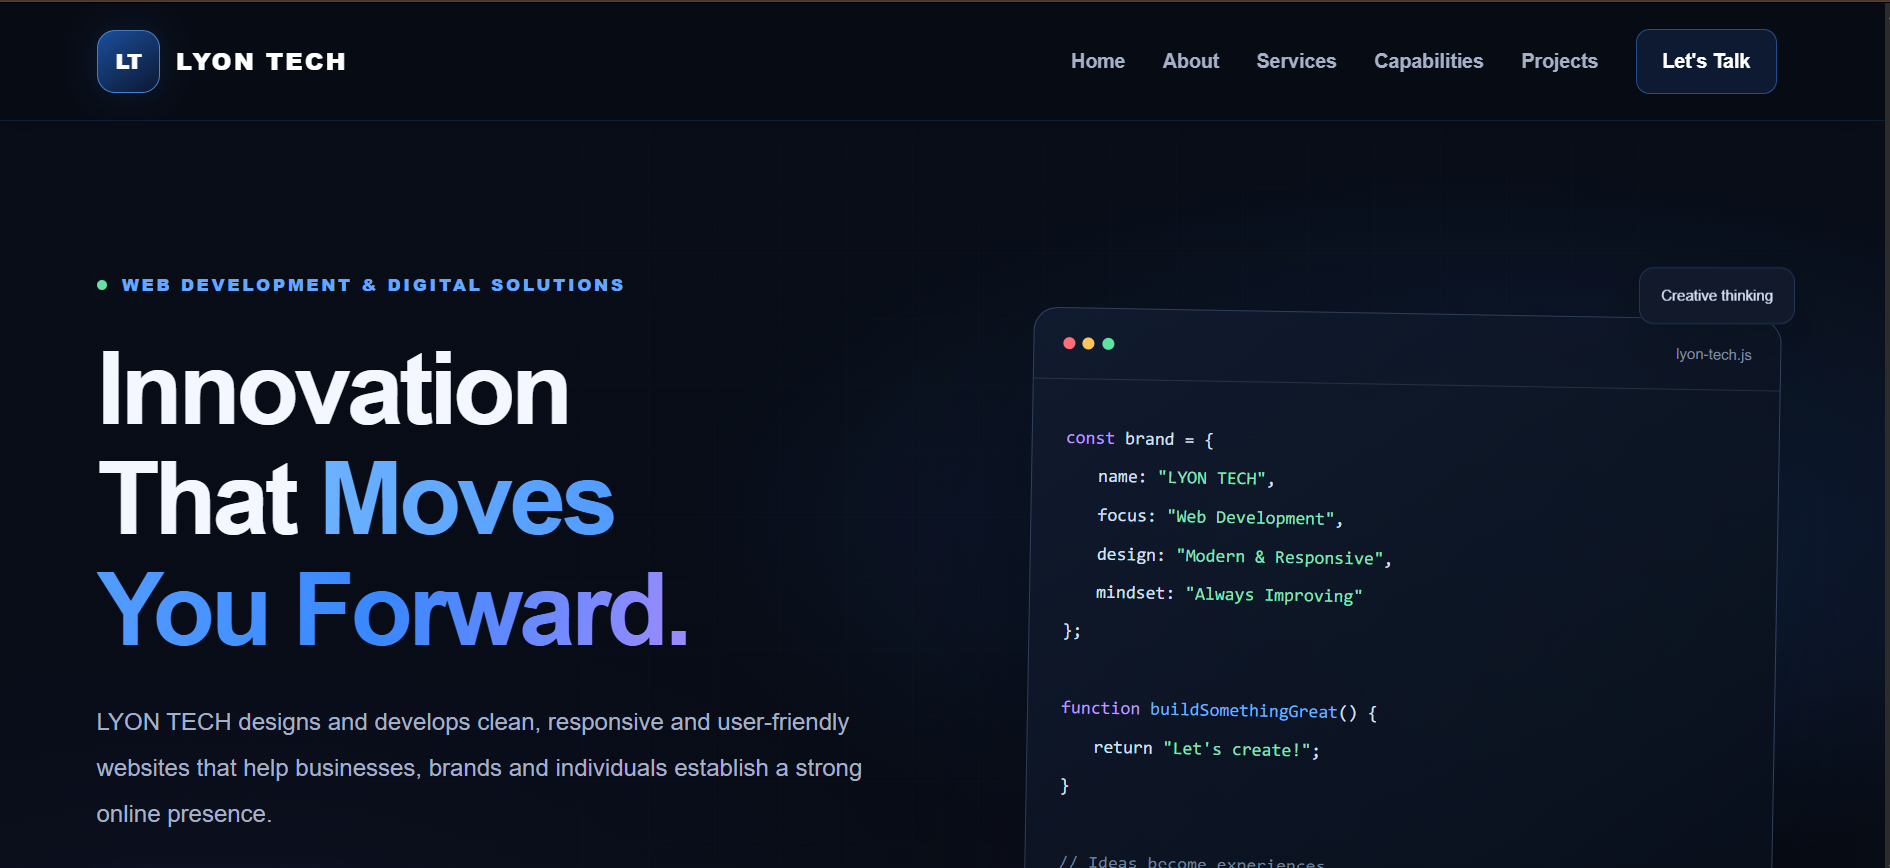 LT
LYON TECH
Home
About
Services
Capabilities
Projects
Let's Talk
WEB DEVELOPMENT & DIGITAL SOLUTIONS
Innovation
That Moves
You Forward.
LYON TECH designs and develops clean, responsive and user-friendly
websites that help businesses, brands and individuals establish a strong
online presence.
Creative thinking
lyon-tech.js
const brand = {
name: "LYON TECH",
focus: "Web Development",
design: "Modern & Responsive",
mindset: "Always Improving"
};
function buildSomethingGreat() {
return "Let's create!";
}
// Ideas become experiences